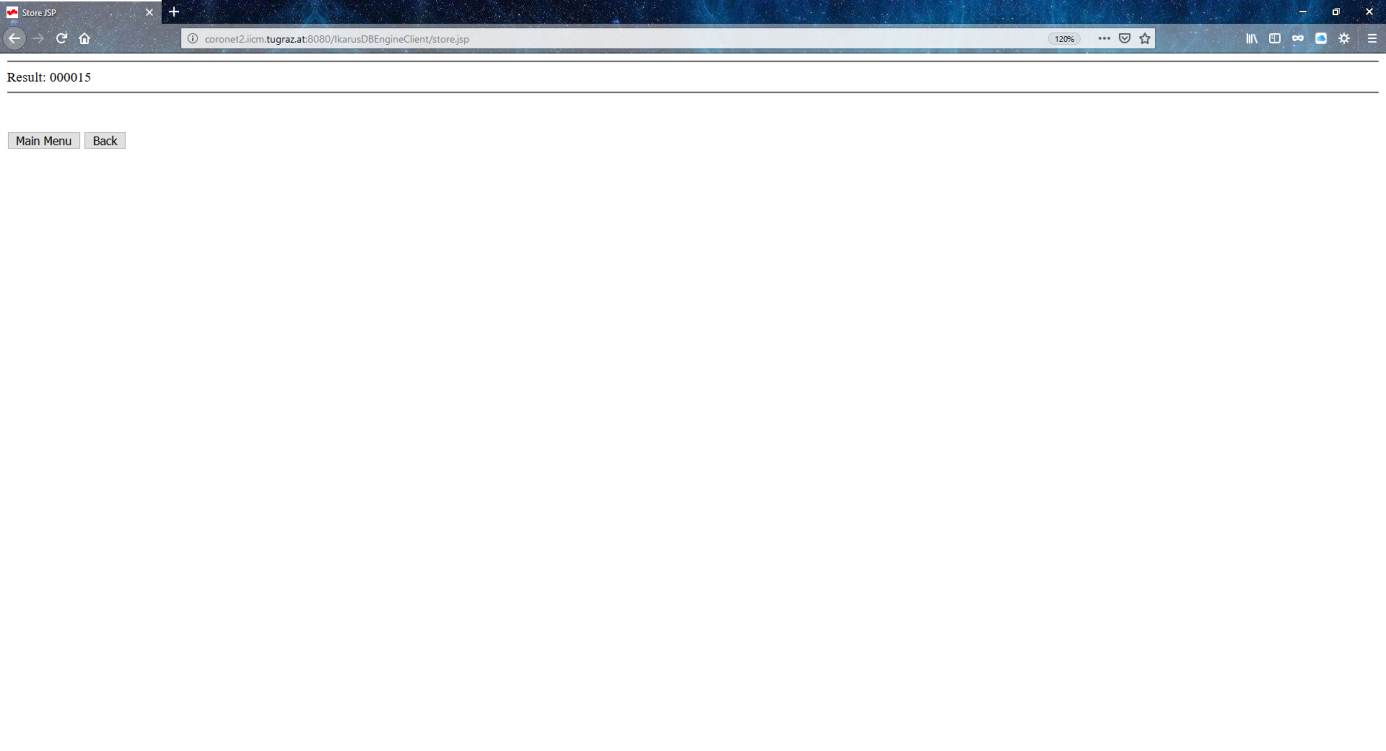 Store JSP
coronet2.iicm.tugraz.at:8080/IkarusDBEngineClient/store.jsp 120%
Result: 000015
Main Menu Back